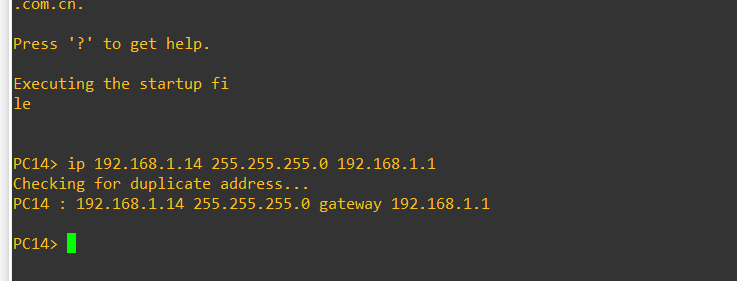 .com.cn.
Press '?' to get help.
Executing the startup fi
le
PC14> ip 192.168.1.14 255.255.255.0 192.168.1.1
Checking for duplicate address...
PC14 : 192.168.1.14 255.255.255.0 gateway 192.168.1.1
PC14>